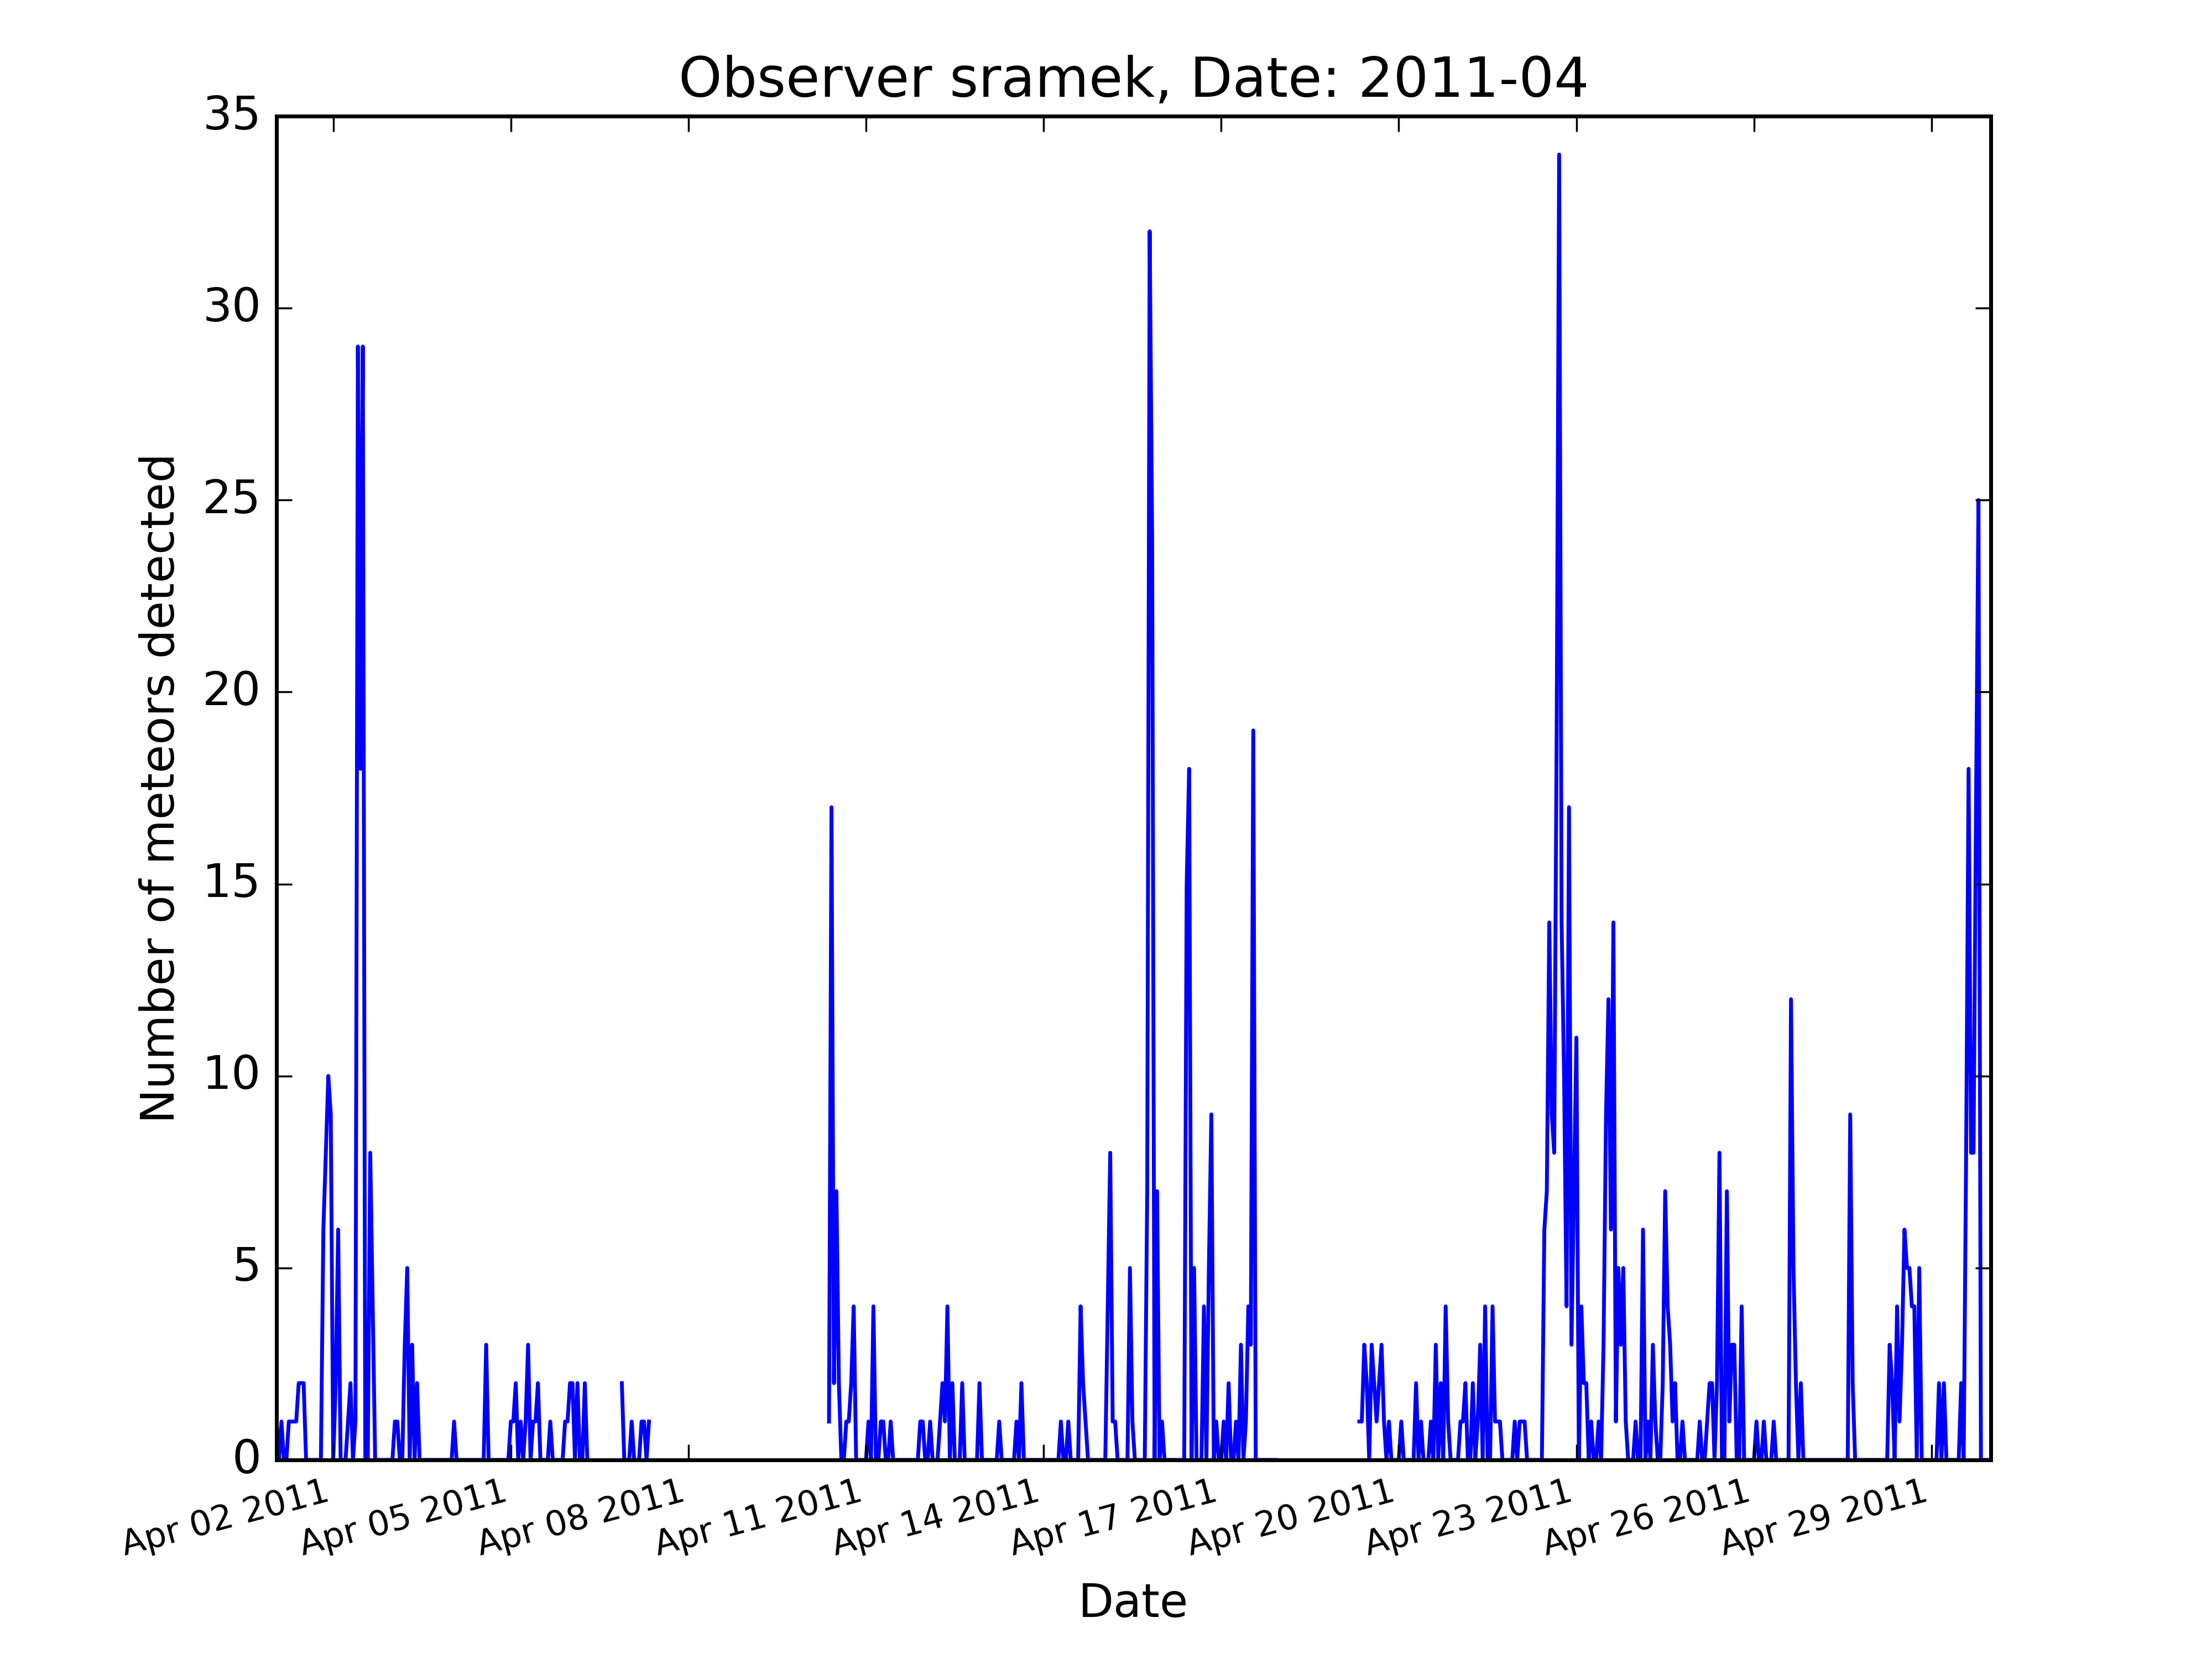 Observer sramek, Date: 2011-04
35
30
25
20
15
10
5
0
Number of meteors detected
Apr 02 2011
Apr 05 2011
Apr 08 2011
Apr 11 2011
Apr 14 2011
Apr 17 2011
Apr 20 2011
Apr 23 2011
Apr 26 2011
Apr 29 2011
Date